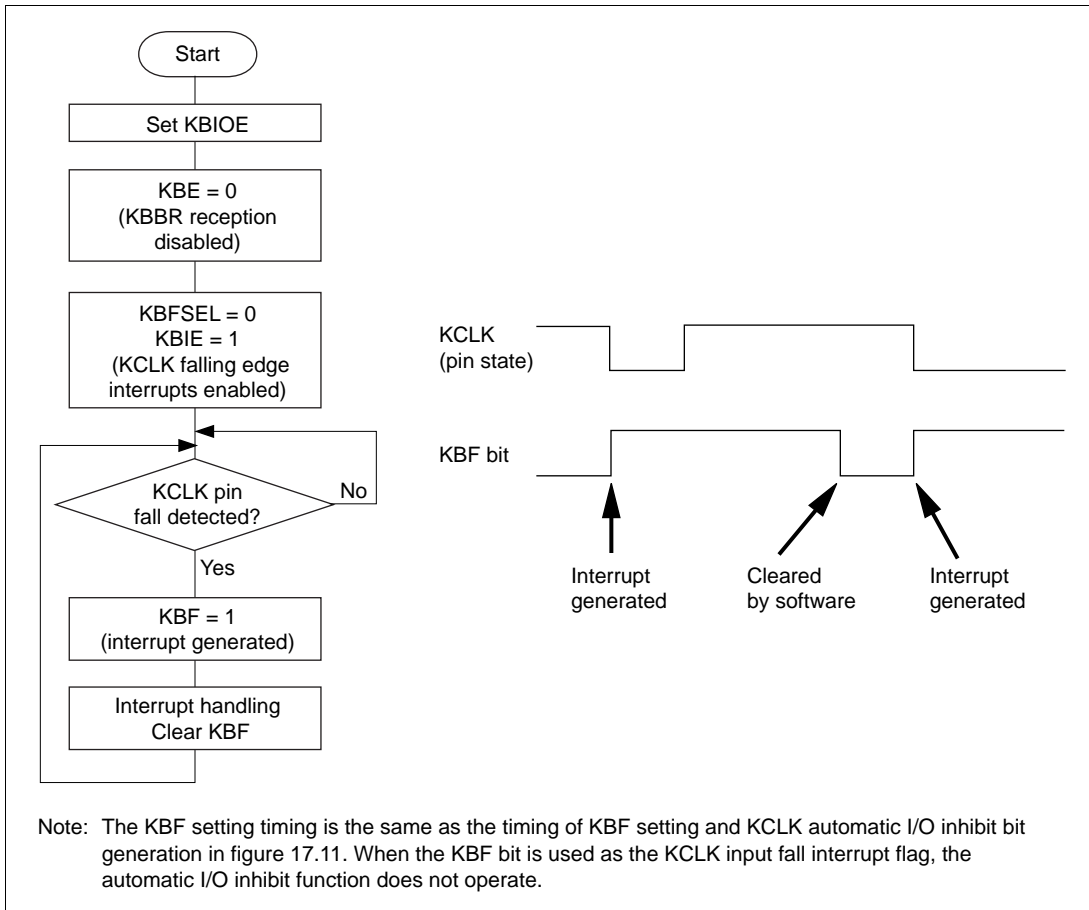 Start
Set KBIOE
KBE = 0
(KBBR reception
disabled)
KBFSEL = 0
KBIE = 1
(KCLK falling edge
interrupts enabled)
KCLK pin
fall detected?
No
Yes
KBF = 1
(interrupt generated)
Interrupt handling
Clear KBF
KCLK
(pin state)
KBF bit
Interrupt
generated
Cleared
by software
Interrupt
generated
Note: The KBF setting timing is the same as the timing of KBF setting and KCLK automatic I/O inhibit bit
generation in figure 17.11. When the KBF bit is used as the KCLK input fall interrupt flag, the
automatic I/O inhibit function does not operate.